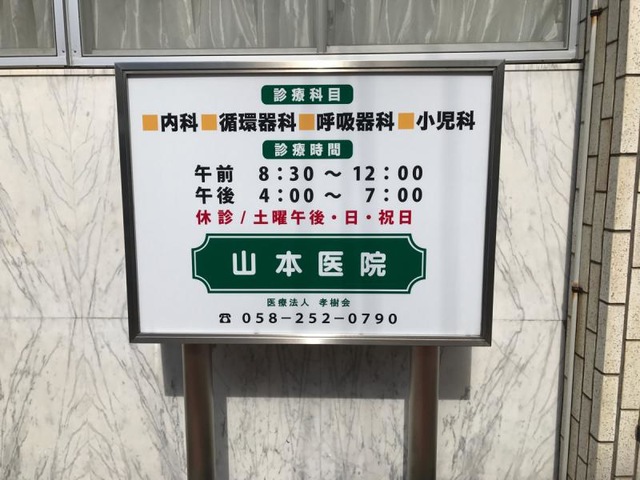 診療科目
■内科■循環器科■呼吸器科■小児科
診療時間
午前 8：30 ～ 12：00
午後 4：00 ～ 7：00
休診/土曜午後・日・祝日
山本医院
医療法人 孝樹会
☎ 058－252－0790